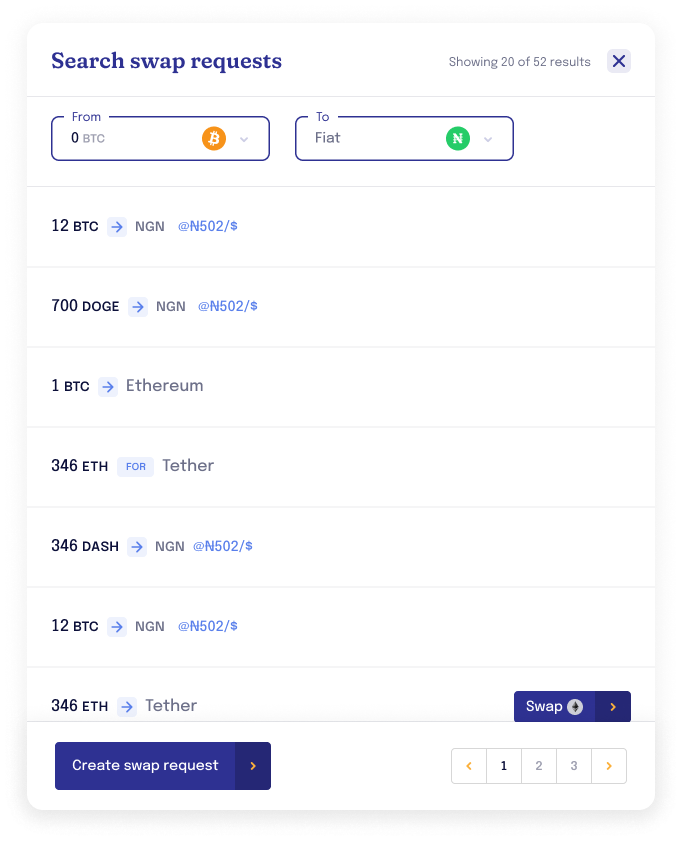 Search swap requests
Showing 20 of 52 results
From
To
0 BTC
Fiat
12 BTC → NGN @₦502/$
700 DOGE → NGN @₦502/$
1 BTC → Ethereum
346 ETH FOR Tether
346 DASH → NGN @₦502/$
12 BTC → NGN @₦502/$
346 ETH → Tether
Swap
Create swap request
1 2 3